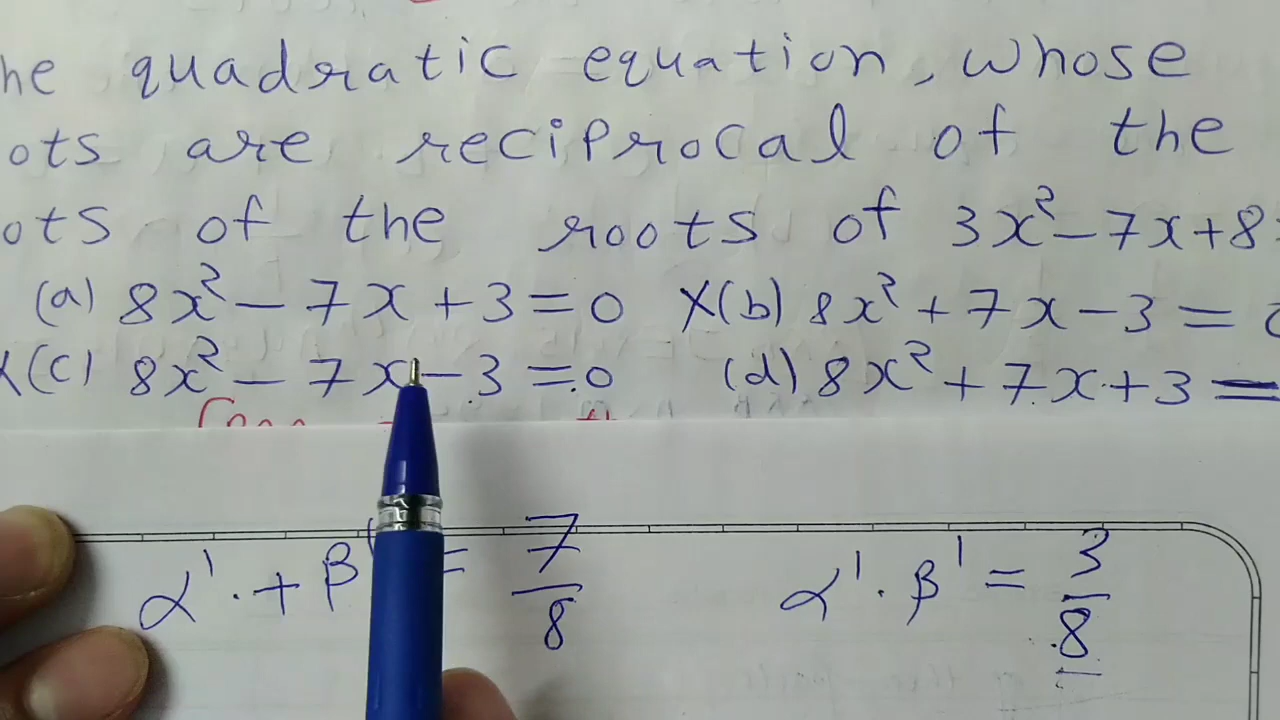 he quadratic equation, whose
ots are reciprocal of the
ots of the roots of 3x²-7x+8
(a) 8x²-7x+3=0 X(b) 8x²+7x-3=
X(c) 8x²-7x-3=0 (d) 8x²+7x+3=
α'+β'=7/8 α'·β'=3/8